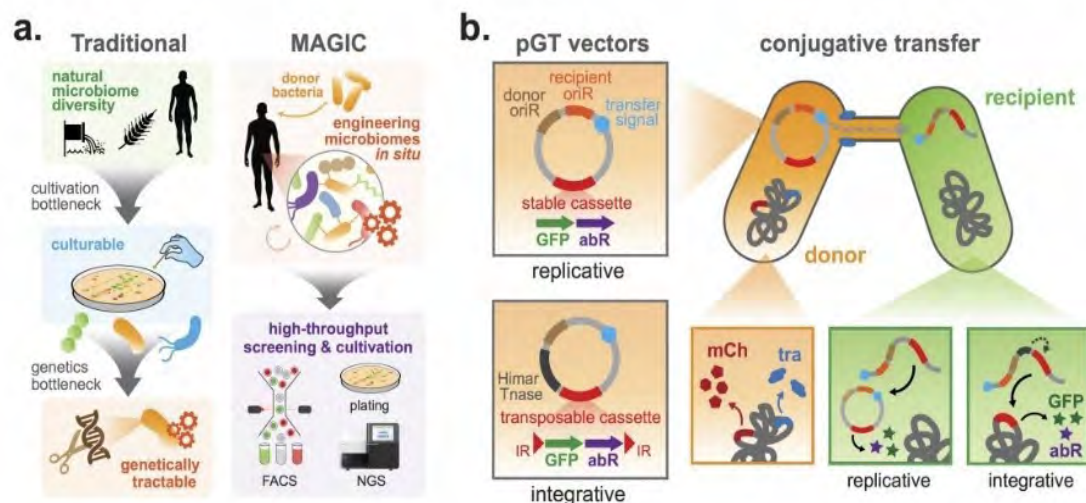 a.
Traditional
MAGIC
natural
microbiome
diversity
cultivation
bottleneck
culturable
genetics
bottleneck
genetically
tractable
donor
bacteria
engineering
microbiomes
in situ
high-throughput
screening & cultivation
plating
FACS
NGS
b.
pGT vectors
conjugative transfer
donor
oriR
recipient
oriR
transfer
signal
stable cassette
GFP abR
replicative
Himar
Tnase
transposable cassette
IR GFP abR IR
integrative
recipient
donor
mCh
tra
replicative
GFP
abR
integrative